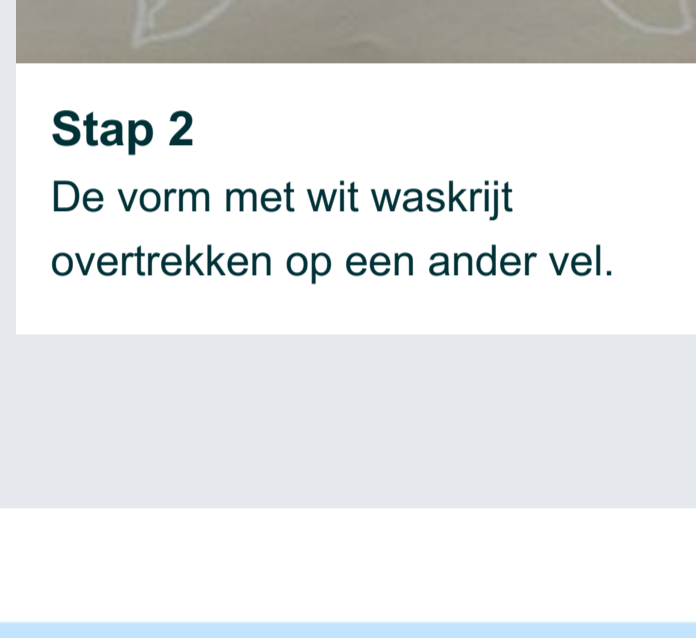 Stap 2
De vorm met wit waskrijt
overtrekken op een ander vel.